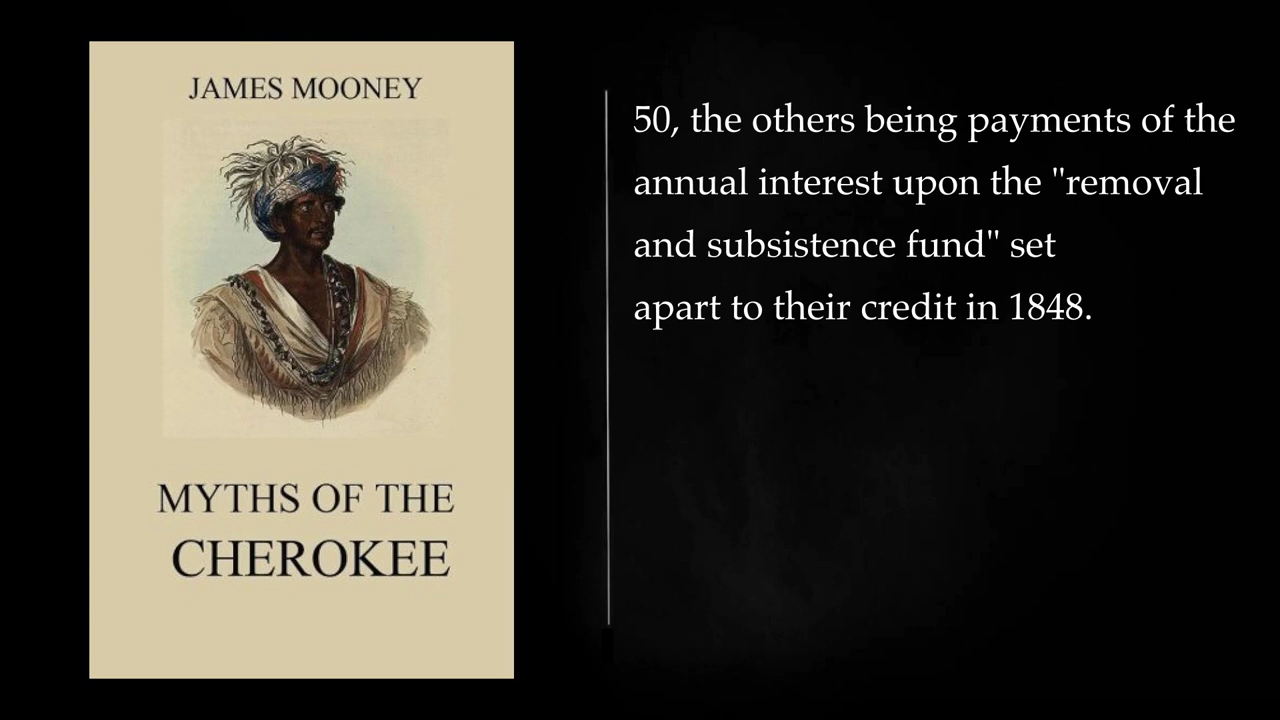 JAMES MOONEY
MYTHS OF THE
CHEROKEE
50, the others being payments of the
annual interest upon the "removal
and subsistence fund" set
apart to their credit in 1848.